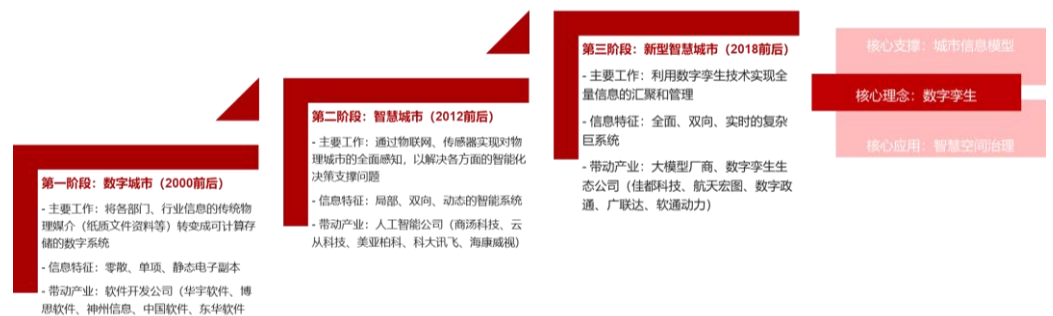 第一阶段：数字城市（2000前后）
- 主要工作：将各部门、行业信息的传统物
理媒介（纸质文件资料等）转变成可计算存
储的数字系统
- 信息特征：零散、单项、静态电子副本
- 带动产业：软件开发公司（华宇软件、博
思软件、神州信息、中国软件、东华软件
第二阶段：智慧城市（2012前后）
- 主要工作：通过物联网、传感器实现对物
理城市的全面感知，以解决各方面的智能化
决策支撑问题
- 信息特征：局部、双向、动态的智能系统
- 带动产业：人工智能公司（商汤科技、云
从科技、美亚柏科、科大讯飞、海康威视）
第三阶段：新型智慧城市（2018前后）
- 主要工作：利用数字孪生技术实现全
量信息的汇聚和管理
- 信息特征：全面、双向、实时的复杂
巨系统
- 带动产业：大模型厂商、数字孪生生
态公司（佳都科技、航天宏图、数字政
通、广联达、软通动力）
核心支撑：城市信息模型
核心理念：数字孪生
核心应用：智慧空间治理